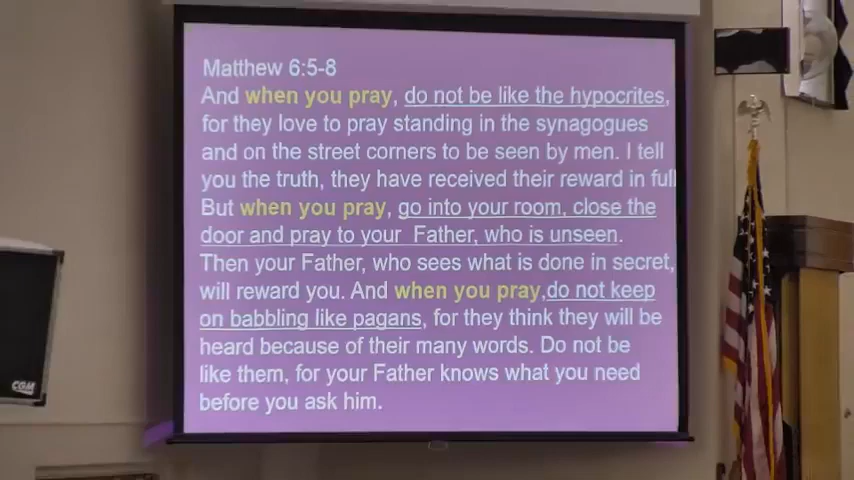 Matthew 6:5-8
And when you pray, do not be like the hypocrites,
for they love to pray standing in the synagogues
and on the street corners to be seen by men. I tell
you the truth, they have received their reward in full
But when you pray, go into your room, close the
door and pray to your Father, who is unseen.
Then your Father, who sees what is done in secret,
will reward you. And when you pray,do not keep
on babbling like pagans, for they think they will be
heard because of their many words. Do not be
like them, for your Father knows what you need
before you ask him.
CGM